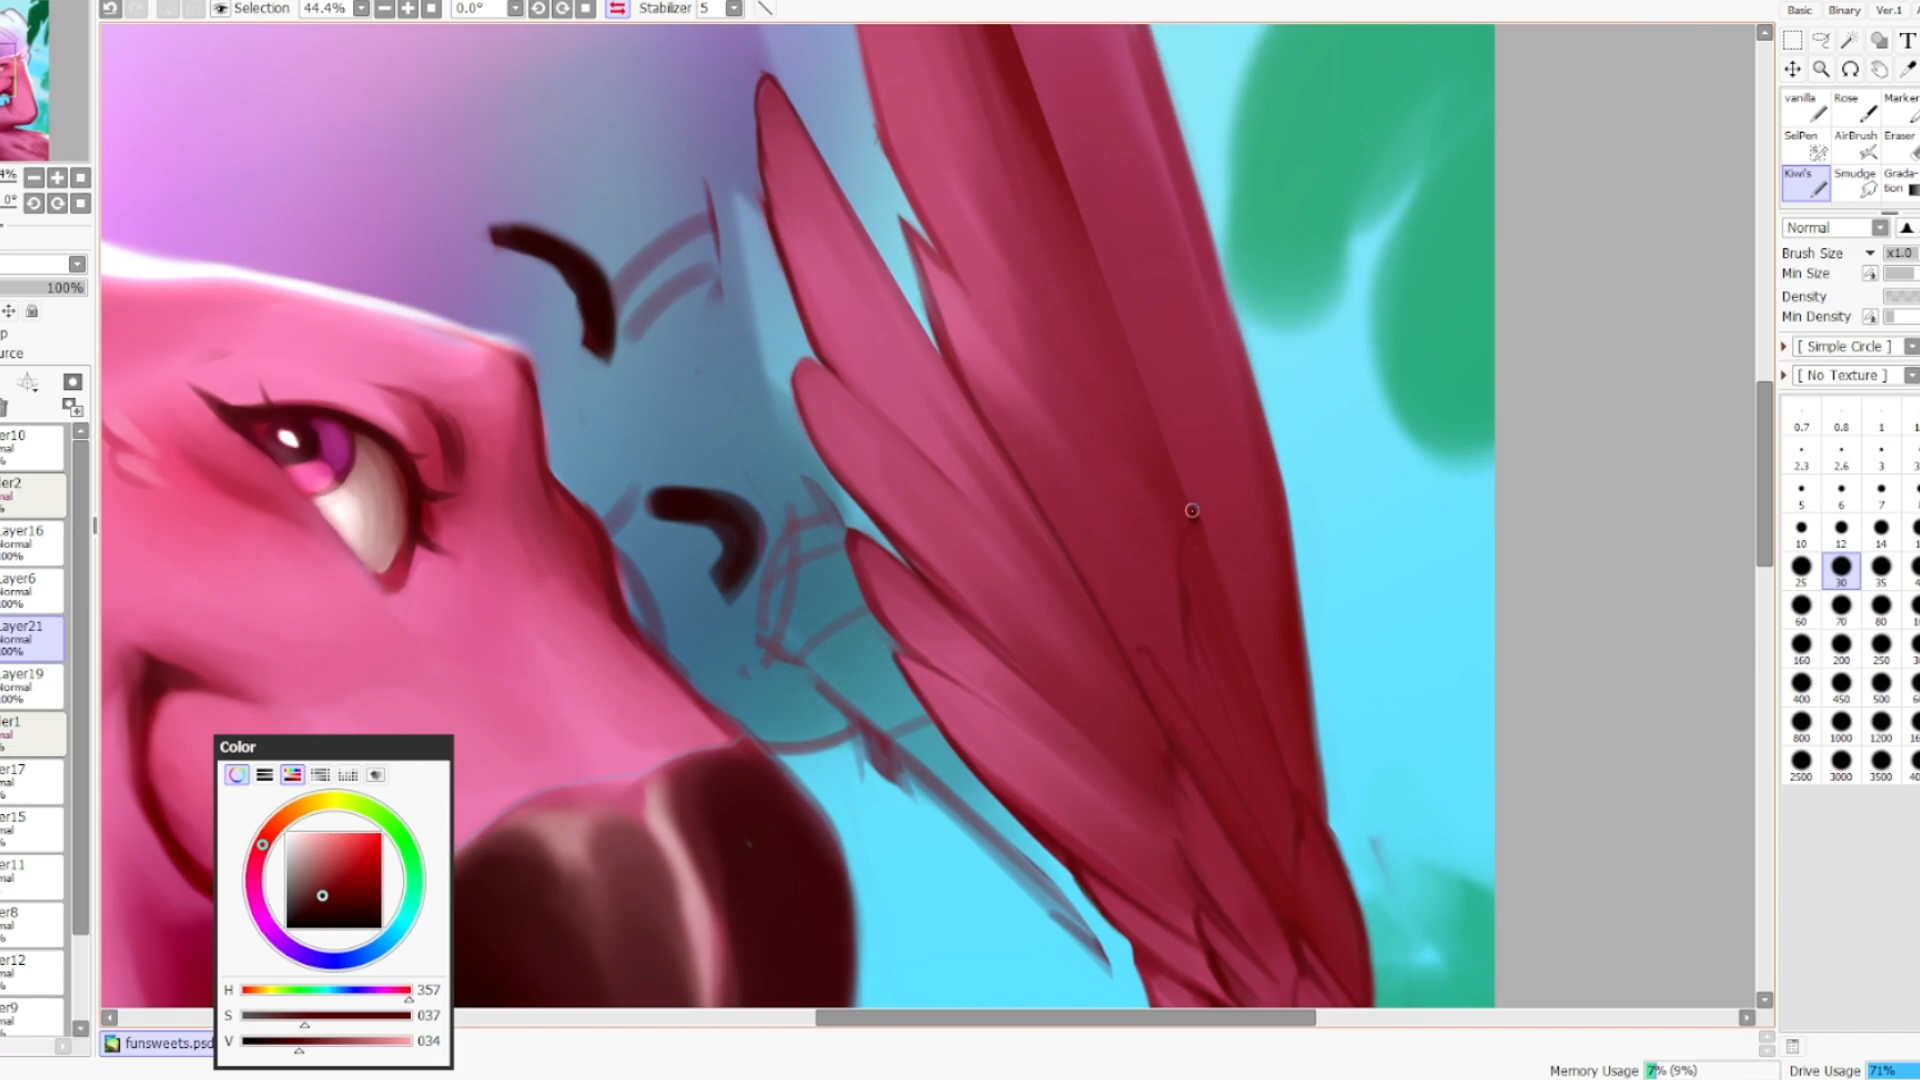 Selection 44.4% 0.0° Stabilizer 5
Basic Binary Ver.1
T
vanilla Rose Marker
SelPen AirBrush Eraser
Kiwi's Smudge Grada-
tion
4%
0°
Normal
Brush Size x1.0
Min Size
Density
Min Density
100%
[ Simple Circle ]
[ No Texture ]
0.7 0.8 1
2.3 2.6 3
5 6 7
10 12 14
25 30 35
60 70 80
160 200 250
400 450 500
800 1000 1200
2500 3000 3500
er10
Layer16
Normal
100%
Layer6
Normal
100%
Layer21
Normal
100%
Layer19
Normal
100%
er17
er15
er11
er8
er12
er9
Color
H 357
S 037
V 034
funsweets.psd
Memory Usage 7% (9%) Drive Usage 71%